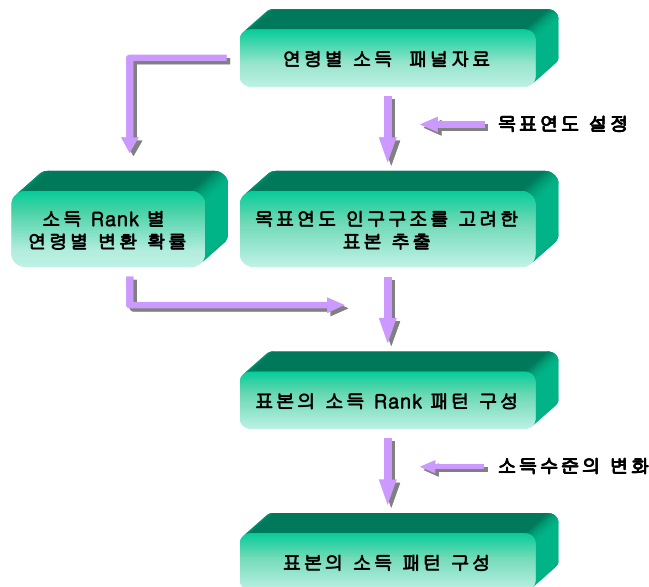 연령별 소득 패널자료
목표연도 설정
소득 Rank 별
연령별 변환 확률
목표연도 인구구조를 고려한
표본 추출
표본의 소득 Rank 패턴 구성
소득수준의 변화
표본의 소득 패턴 구성